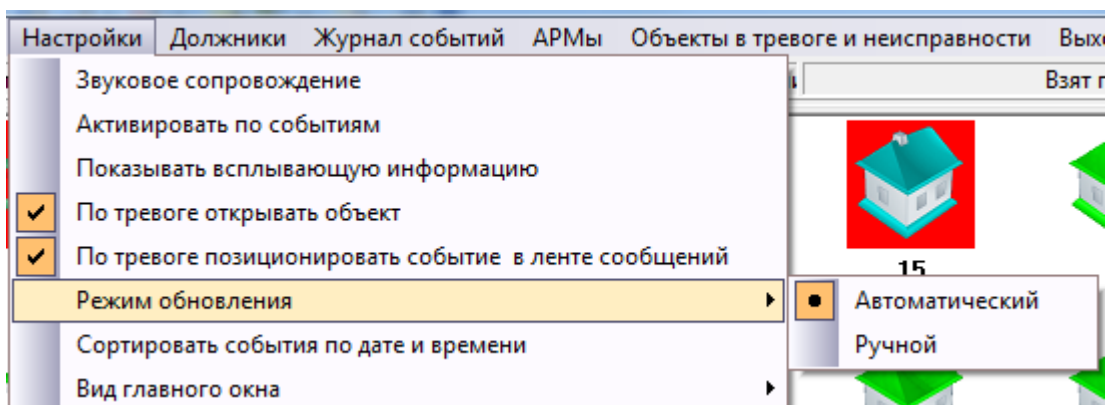 Настройки Должники Журнал событий АРМы Объекты в тревоге и неисправности
Звуковое сопровождение
Взят
Активировать по событиям
Показывать всплывающую информацию
По тревоге открывать объект
По тревоге позиционировать событие в ленте сообщений
15
Режим обновления
Автоматический
Сортировать события по дате и времени
Ручной
Вид главного окна